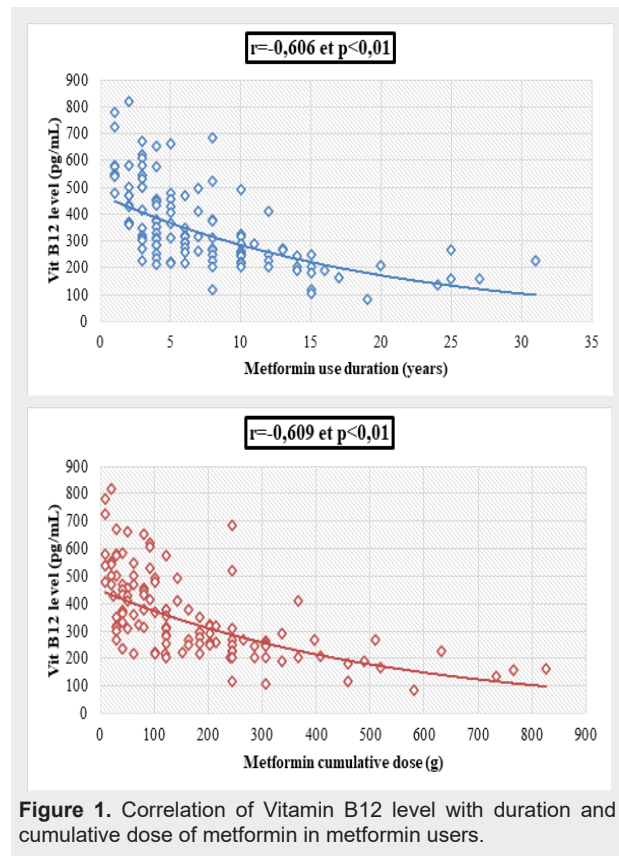 r=-0,606 et p<0,01
Vit B12 level (pg/mL)
900
800
700
600
500
400
300
200
100
0
0 5 10 15 20 25 30 35
Metformin use duration (years)
r=-0,609 et p<0,01
Vit B12 level (pg/mL)
900
800
700
600
500
400
300
200
100
0
0 100 200 300 400 500 600 700 800 900
Metformin cumulative dose (g)
Figure 1. Correlation of Vitamin B12 level with duration and
cumulative dose of metformin in metformin users.